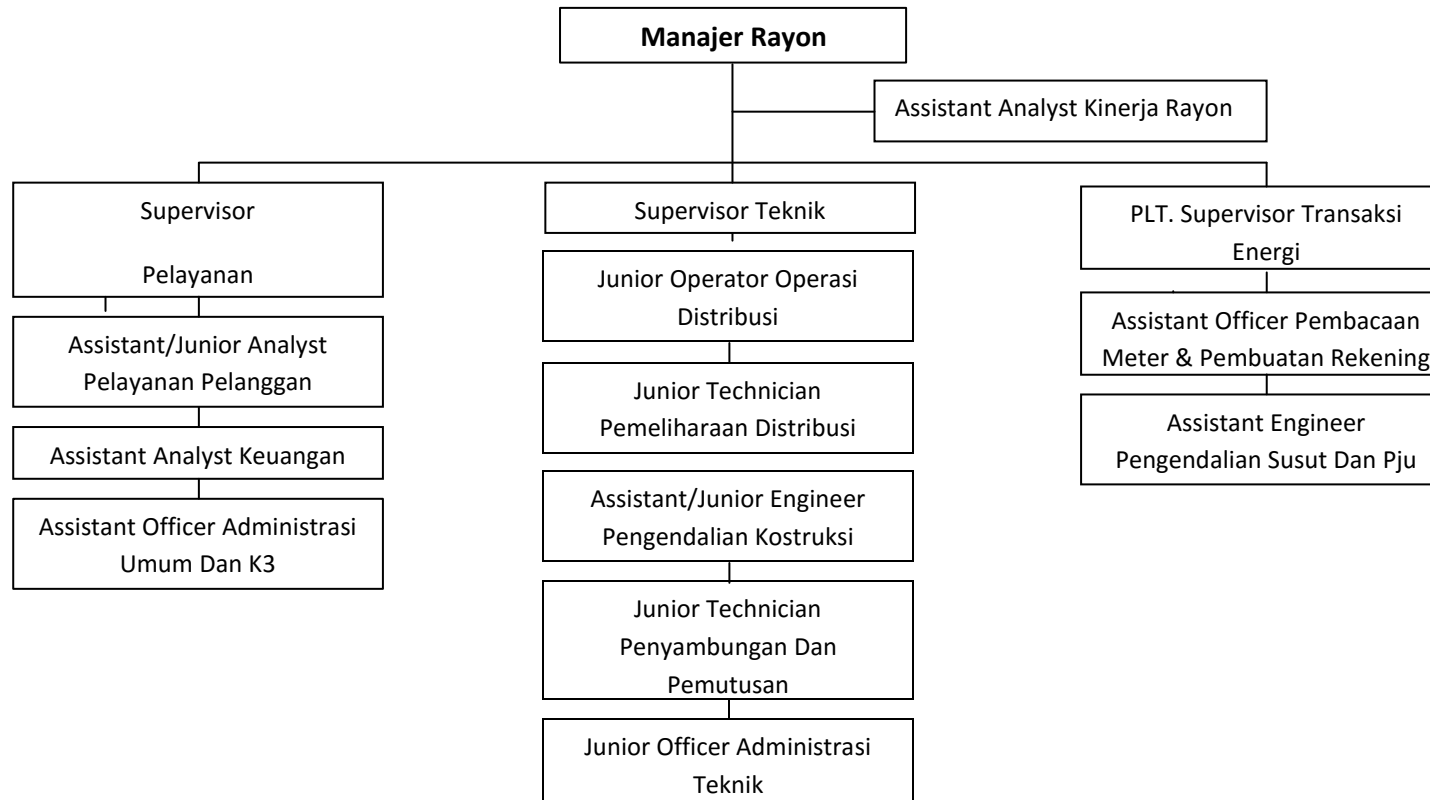 Manajer Rayon
Assistant Analyst Kinerja Rayon
Supervisor
Pelayanan
Assistant/Junior Analyst
Pelayanan Pelanggan
Assistant Analyst Keuangan
Assistant Officer Administrasi
Umum Dan K3
Supervisor Teknik
Junior Operator Operasi
Distribusi
Junior Technician
Pemeliharaan Distribusi
Assistant/Junior Engineer
Pengendalian Kostruksi
Junior Technician
Penyambungan Dan
Pemutusan
Junior Officer Administrasi
Teknik
PLT. Supervisor Transaksi
Energi
Assistant Officer Pembacaan
Meter & Pembuatan Rekening
Assistant Engineer
Pengendalian Susut Dan Pju